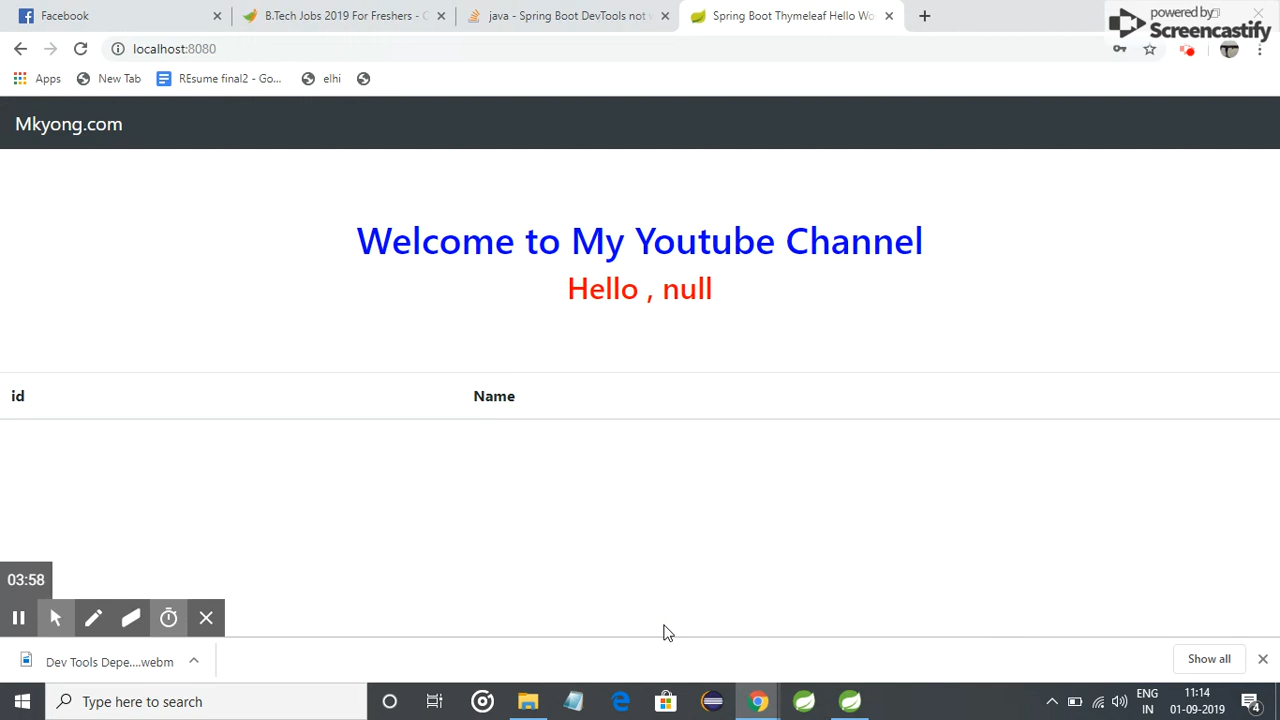 Facebook
B.Tech Jobs 2019 For Freshers - G
java - Spring Boot DevTools not w
Spring Boot Thymeleaf Hello Wo
powered by
Screencastify
localhost:8080
Apps
New Tab
REsume final2 - Go...
elhi
Mkyong.com
Welcome to My Youtube Channel
Hello , null
id
Name
03:58
Dev Tools Depe....webm
Show all
Type here to search
ENG
IN
11:14
01-09-2019
4